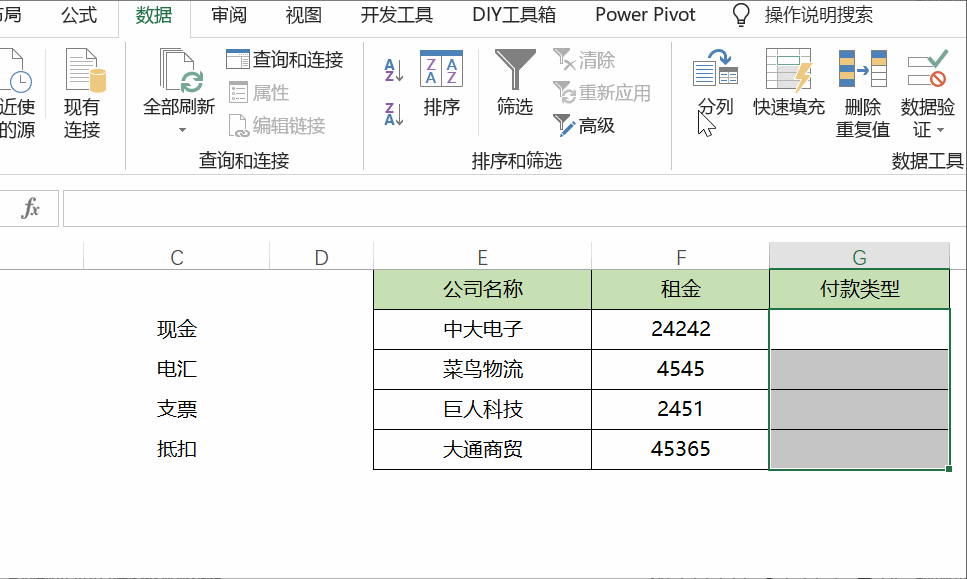 布局 公式 数据 审阅 视图 开发工具 DIY工具箱 Power Pivot 操作说明搜索
近使
的源
现有
连接
全部刷新
查询和连接
属性
编辑链接
查询和连接
排序
筛选
清除
重新应用
高级
排序和筛选
分列
快速填充
删除
重复值
数据验
证
数据工具
fx
C D E F G
公司名称 租金 付款类型
现金 中大电子 24242
电汇 菜鸟物流 4545
支票 巨人科技 2451
抵扣 大通商贸 45365